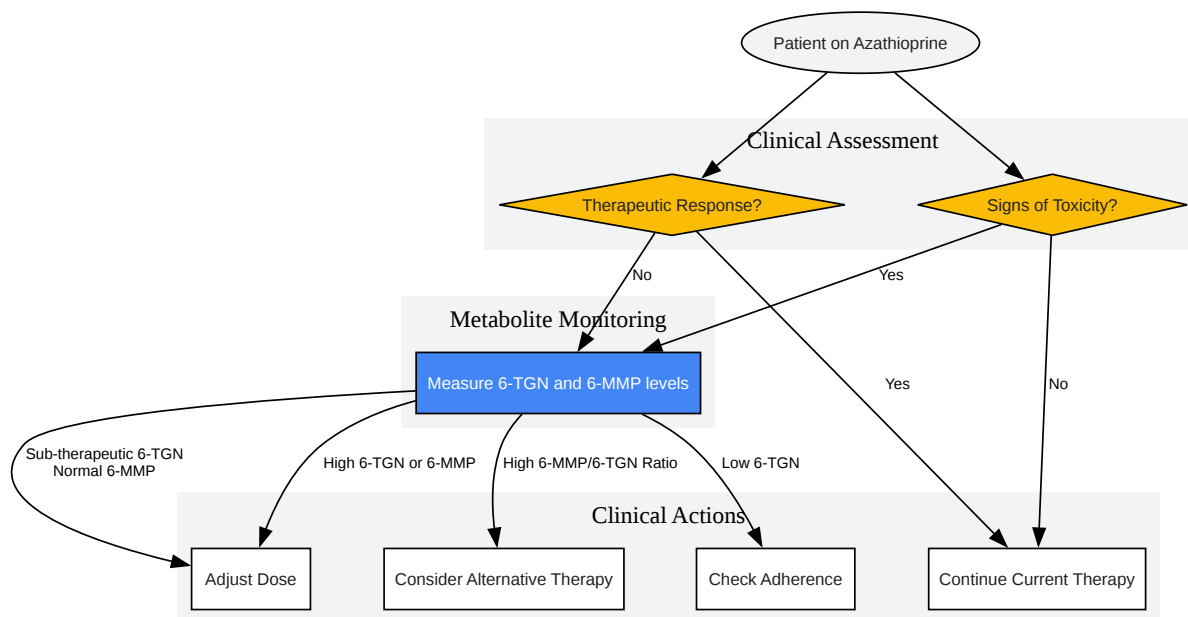 Patient on Azathioprine
Clinical Assessment
Therapeutic Response?
Signs of Toxicity?
No
Yes
Metabolite Monitoring
Measure 6-TGN and 6-MMP levels
Yes
No
Sub-therapeutic 6-TGN
Normal 6-MMP
High 6-TGN or 6-MMP
High 6-MMP/6-TGN Ratio
Low 6-TGN
Clinical Actions
Adjust Dose
Consider Alternative Therapy
Check Adherence
Continue Current Therapy